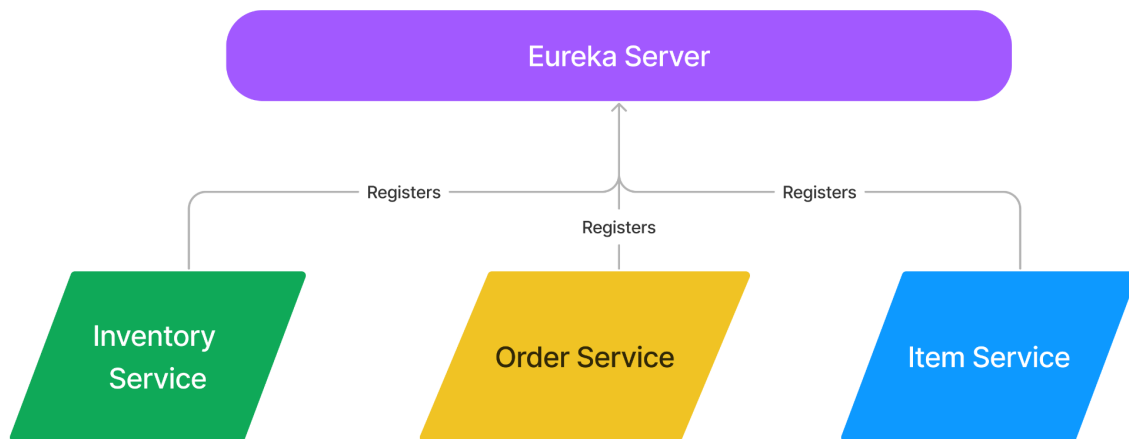 Eureka Server
Registers
Registers
Registers
Inventory
Service
Order Service
Item Service